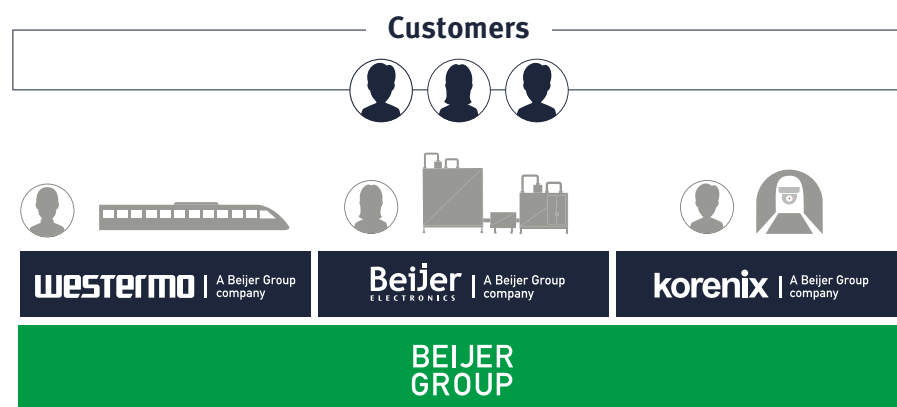 Customers
westermo | A Beijer Group company
Beijer ELECTRONICS | A Beijer Group company
korenix | A Beijer Group company
BEIJER
GROUP